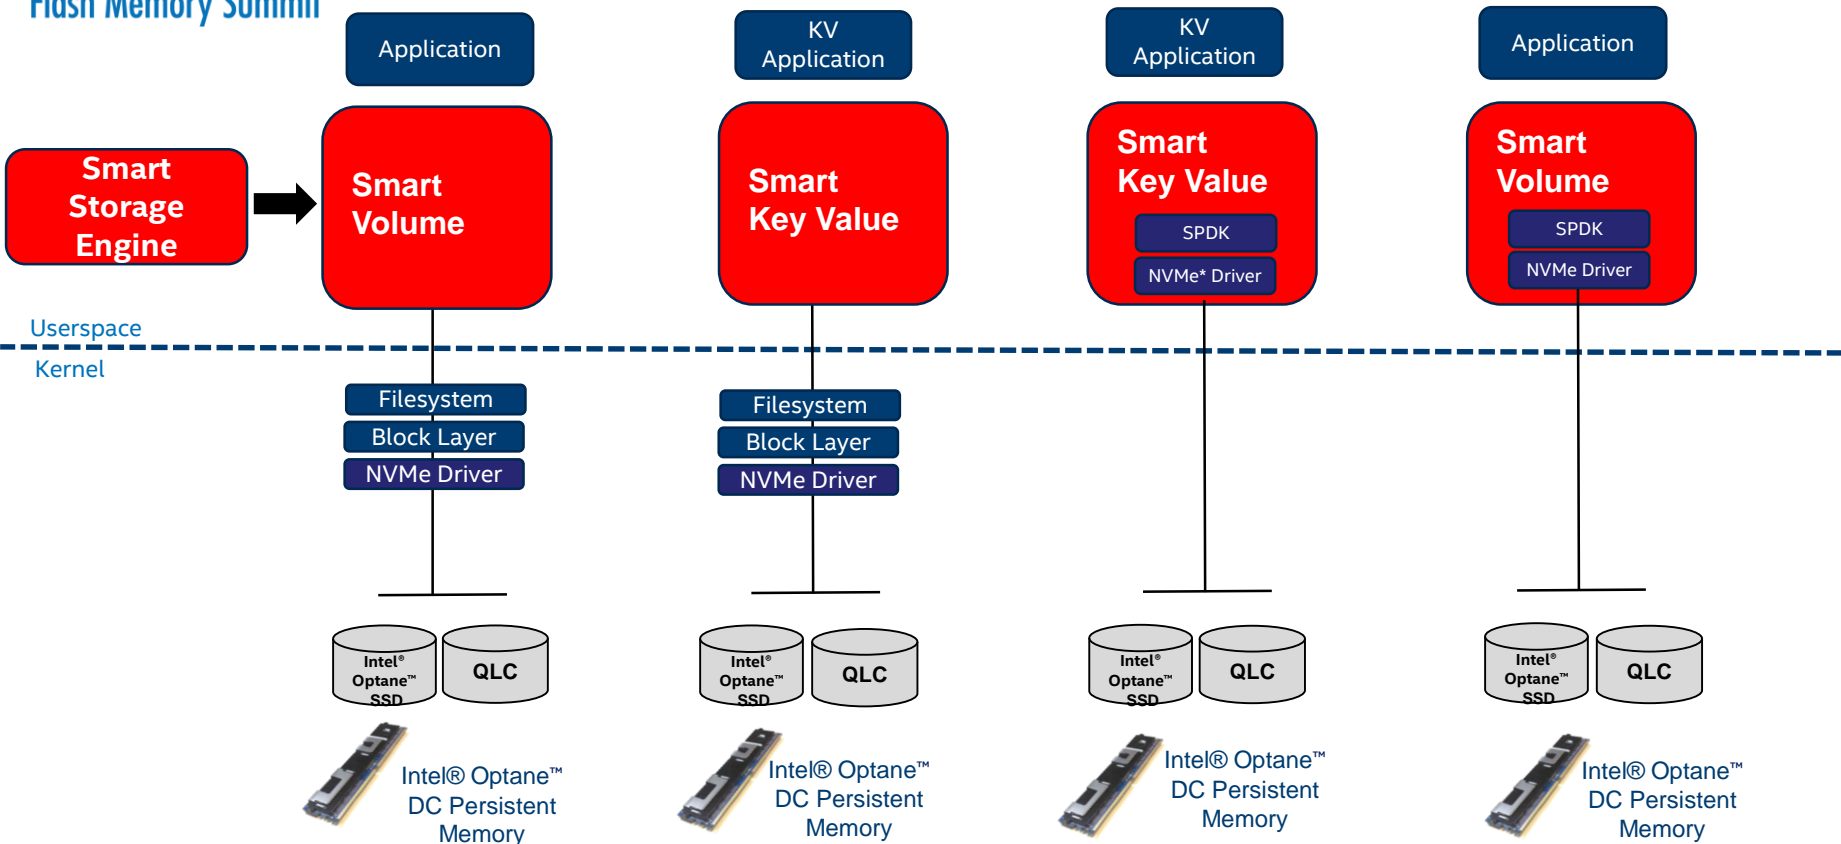 Flash Memory Summit
Application
KV
Application
KV
Application
Application
Smart
Storage
Engine
Smart
Volume
Smart
Key Value
Smart
Key Value
SPDK
NVMe* Driver
Smart
Volume
SPDK
NVMe Driver
Userspace
Kernel
Filesystem
Block Layer
NVMe Driver
Filesystem
Block Layer
NVMe Driver
Intel®
Optane™
SSD
QLC
Intel®
Optane™
SSD
QLC
Intel®
Optane™
SSD
QLC
Intel®
Optane™
SSD
QLC
Intel® Optane™
DC Persistent
Memory
Intel® Optane™
DC Persistent
Memory
Intel® Optane™
DC Persistent
Memory
Intel® Optane™
DC Persistent
Memory